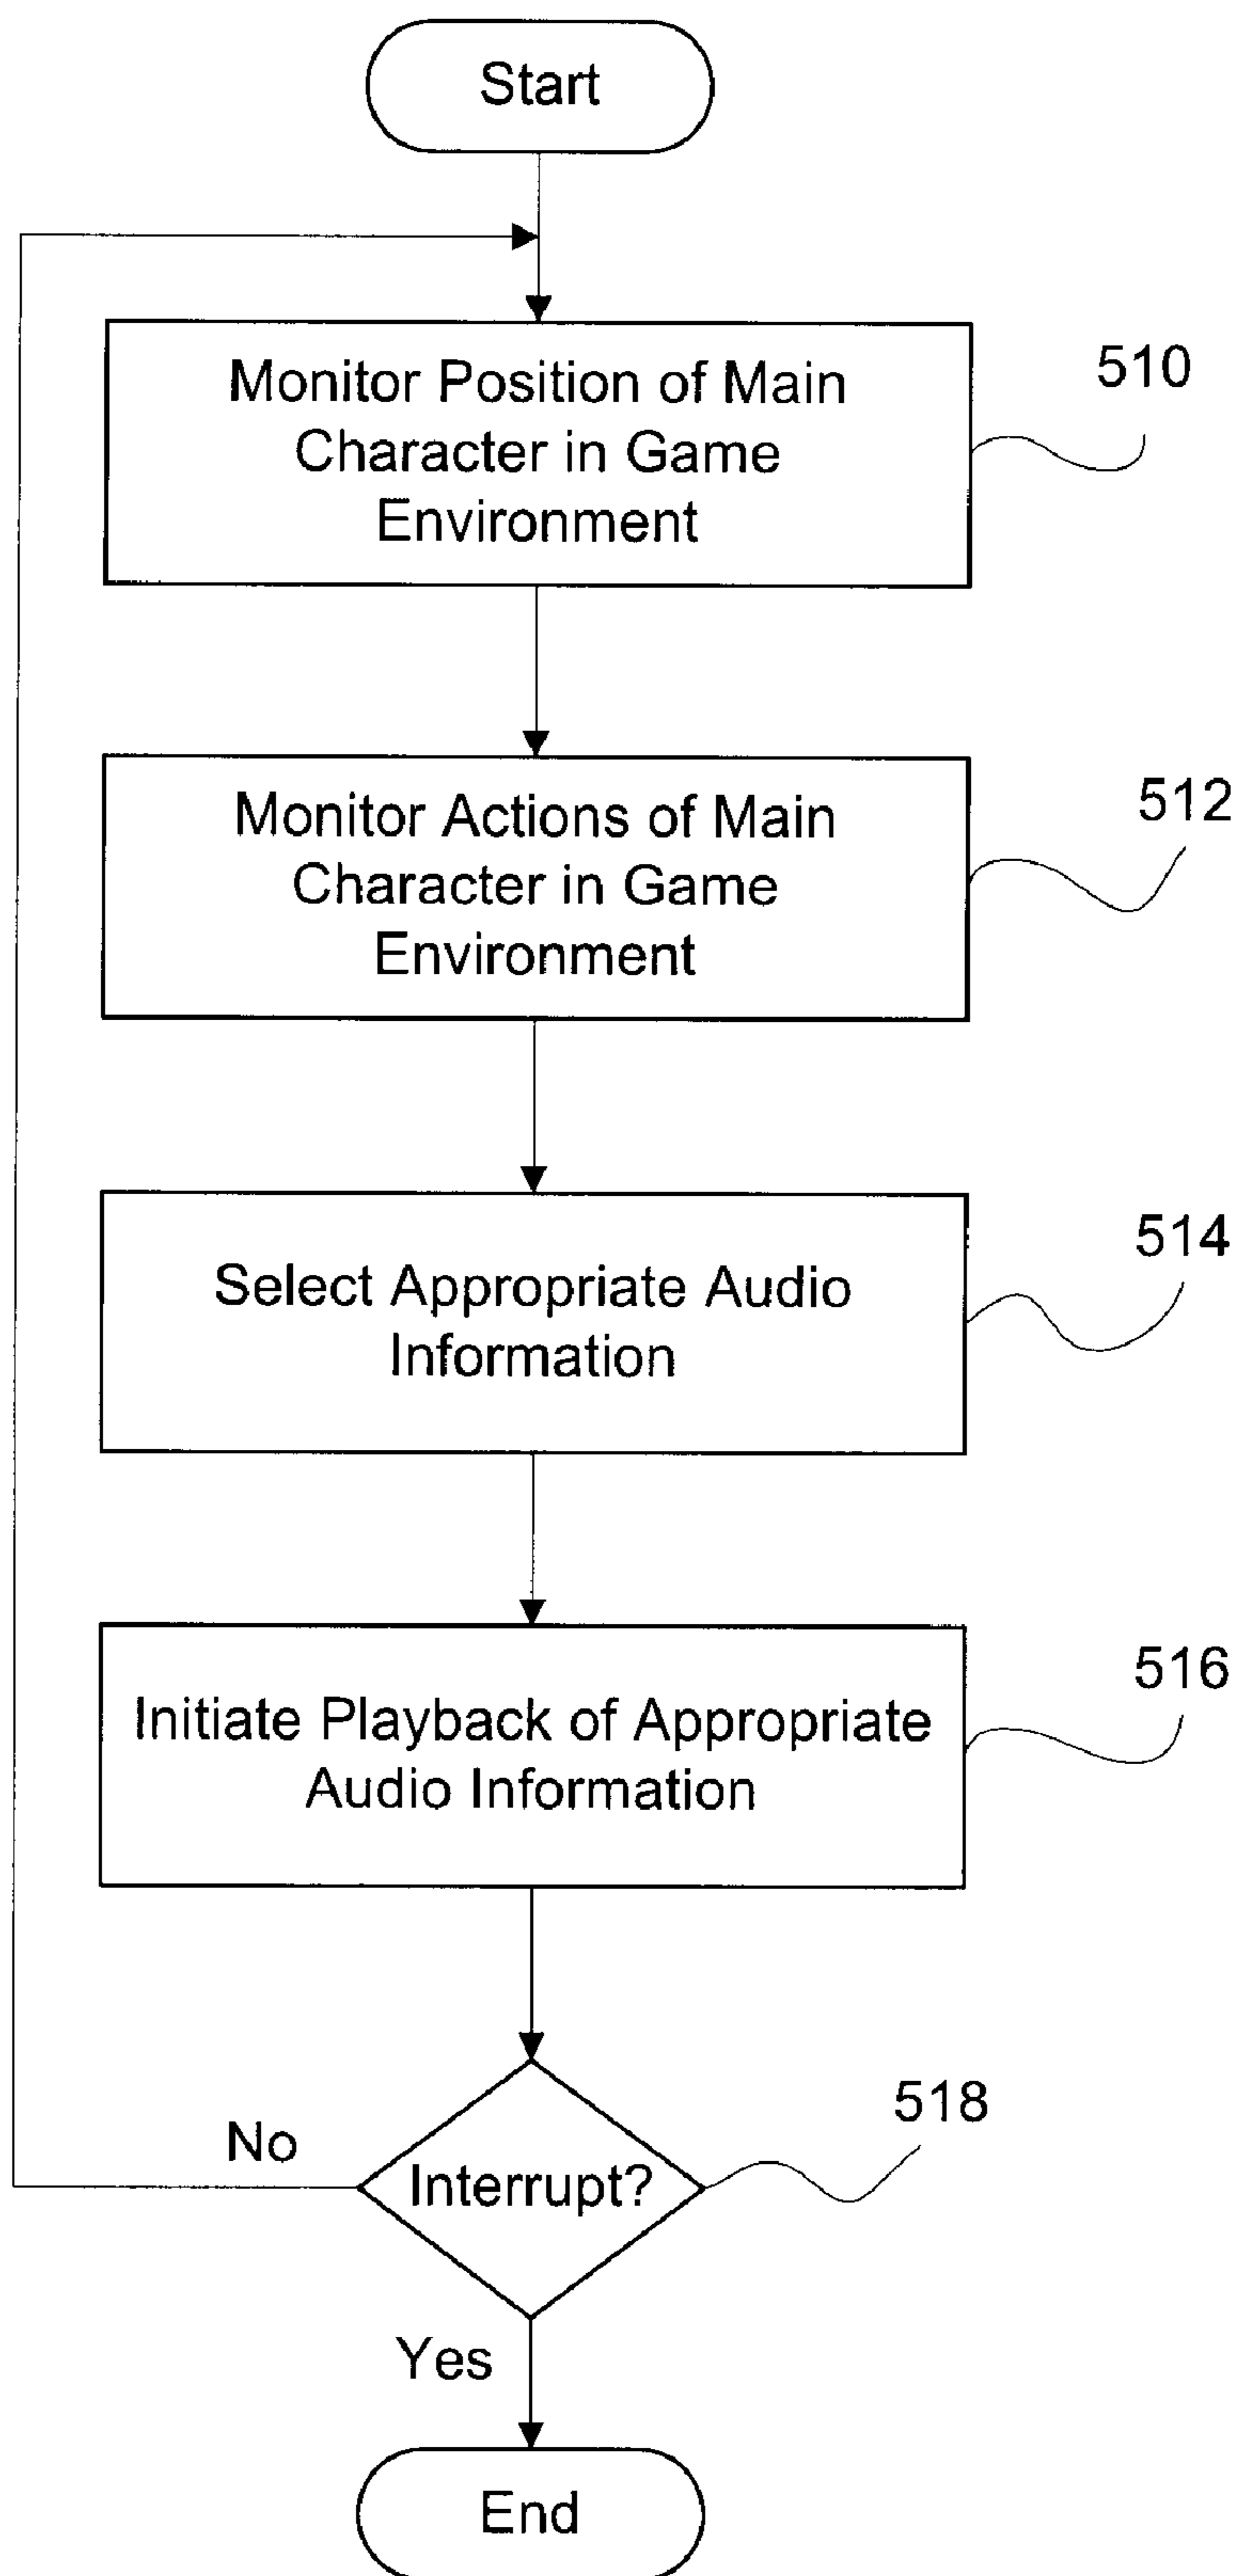 Start
Monitor Position of Main
Character in Game
Environment
510
Monitor Actions of Main
Character in Game
Environment
512
Select Appropriate Audio
Information
514
Initiate Playback of Appropriate
Audio Information
516
Interrupt?
518
No
Yes
End